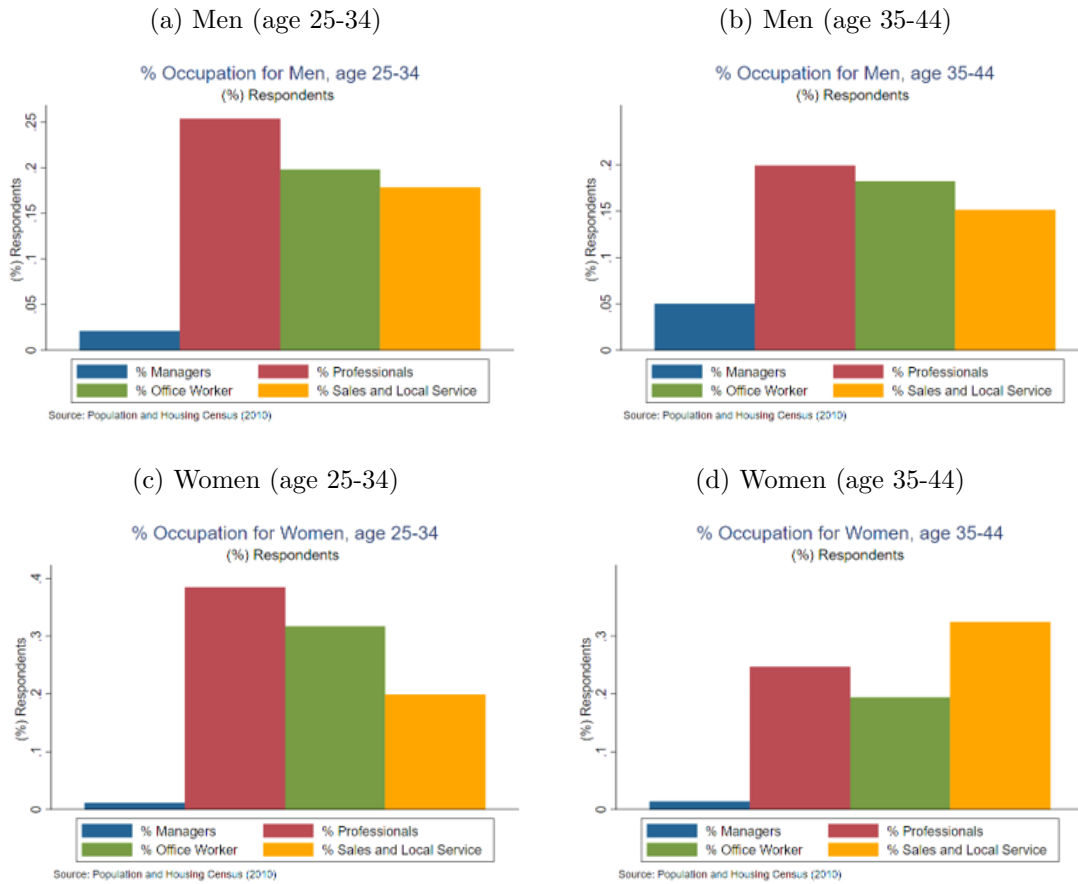 (a) Men (age 25-34)
% Occupation for Men, age 25-34
(%) Respondents
(%) Respondents
.25
.2
.15
.1
.05
0
% Managers
% Professionals
% Office Worker
% Sales and Local Service
Source: Population and Housing Census (2010)
(b) Men (age 35-44)
% Occupation for Men, age 35-44
(%) Respondents
(%) Respondents
.2
.15
.1
.05
0
% Managers
% Professionals
% Office Worker
% Sales and Local Service
Source: Population and Housing Census (2010)
(c) Women (age 25-34)
% Occupation for Women, age 25-34
(%) Respondents
(%) Respondents
.4
.3
.2
.1
0
% Managers
% Professionals
% Office Worker
% Sales and Local Service
Source: Population and Housing Census (2010)
(d) Women (age 35-44)
% Occupation for Women, age 35-44
(%) Respondents
(%) Respondents
.3
.2
.1
0
% Managers
% Professionals
% Office Worker
% Sales and Local Service
Source: Population and Housing Census (2010)